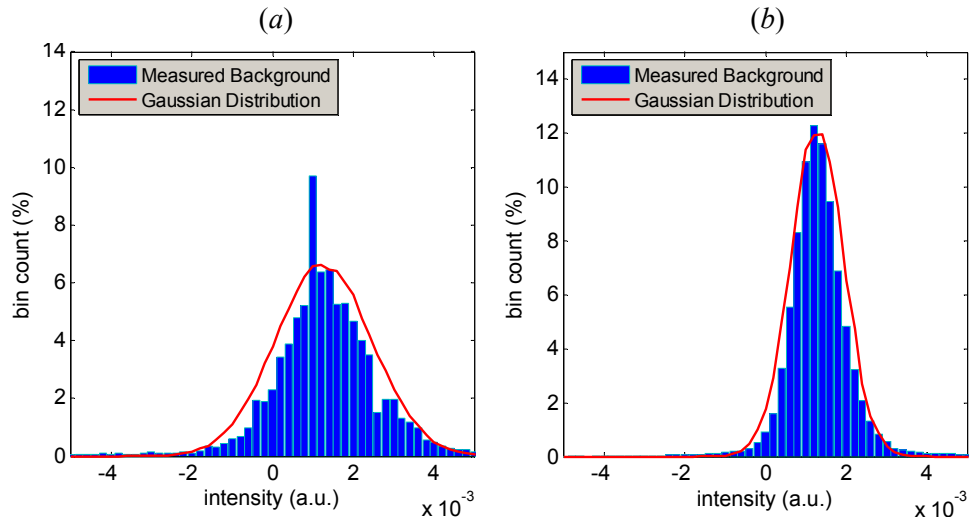 (a)
14
12
10
8
6
4
2
0
bin count (%)
Measured Background
Gaussian Distribution
-4 -2 0 2 4
intensity (a.u.)
x 10⁻³
(b)
14
12
10
8
6
4
2
0
bin count (%)
Measured Background
Gaussian Distribution
-4 -2 0 2 4
intensity (a.u.)
x 10⁻³